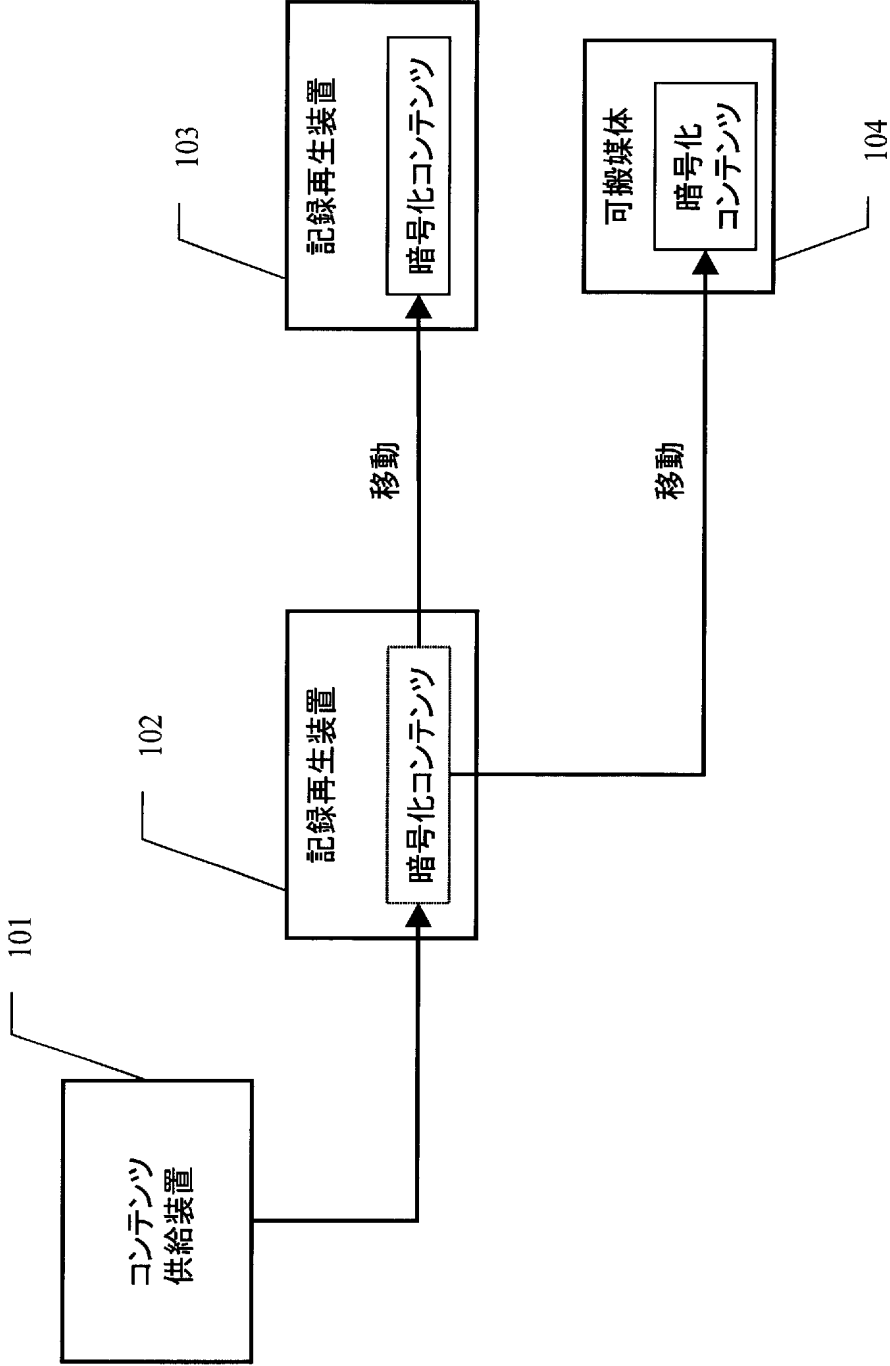 101
コンテンツ
供給装置
102
記録再生装置
暗号化コンテンツ
移動
移動
103
記録再生装置
暗号化コンテンツ
可搬媒体
暗号化
コンテンツ
104